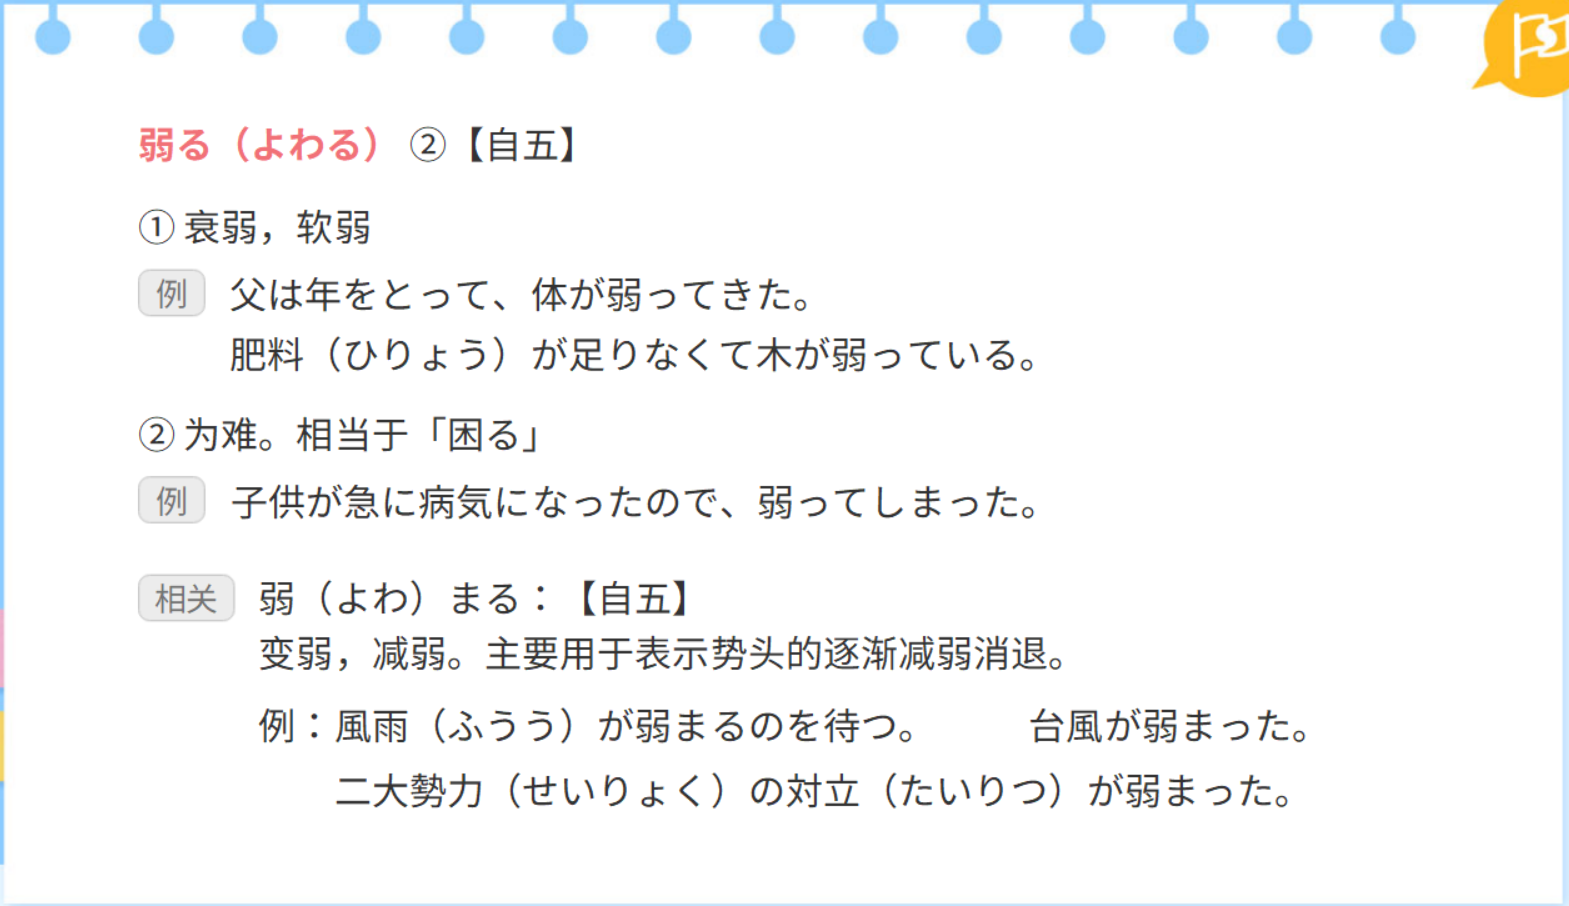 弱る（よわる） ②【自五】
① 衰弱，软弱
例 父は年をとって、体が弱ってきた。
肥料（ひりょう）が足りなくて木が弱っている。
② 为难。相当于「困る」
例 子供が急に病気になったので、弱ってしまった。
相关 弱（よわ）まる：【自五】
变弱，减弱。主要用于表示势头的逐渐减弱消退。
例：風雨（ふうう）が弱まるのを待つ。 台風が弱まった。
二大勢力（せいりょく）の対立（たいりつ）が弱まった。